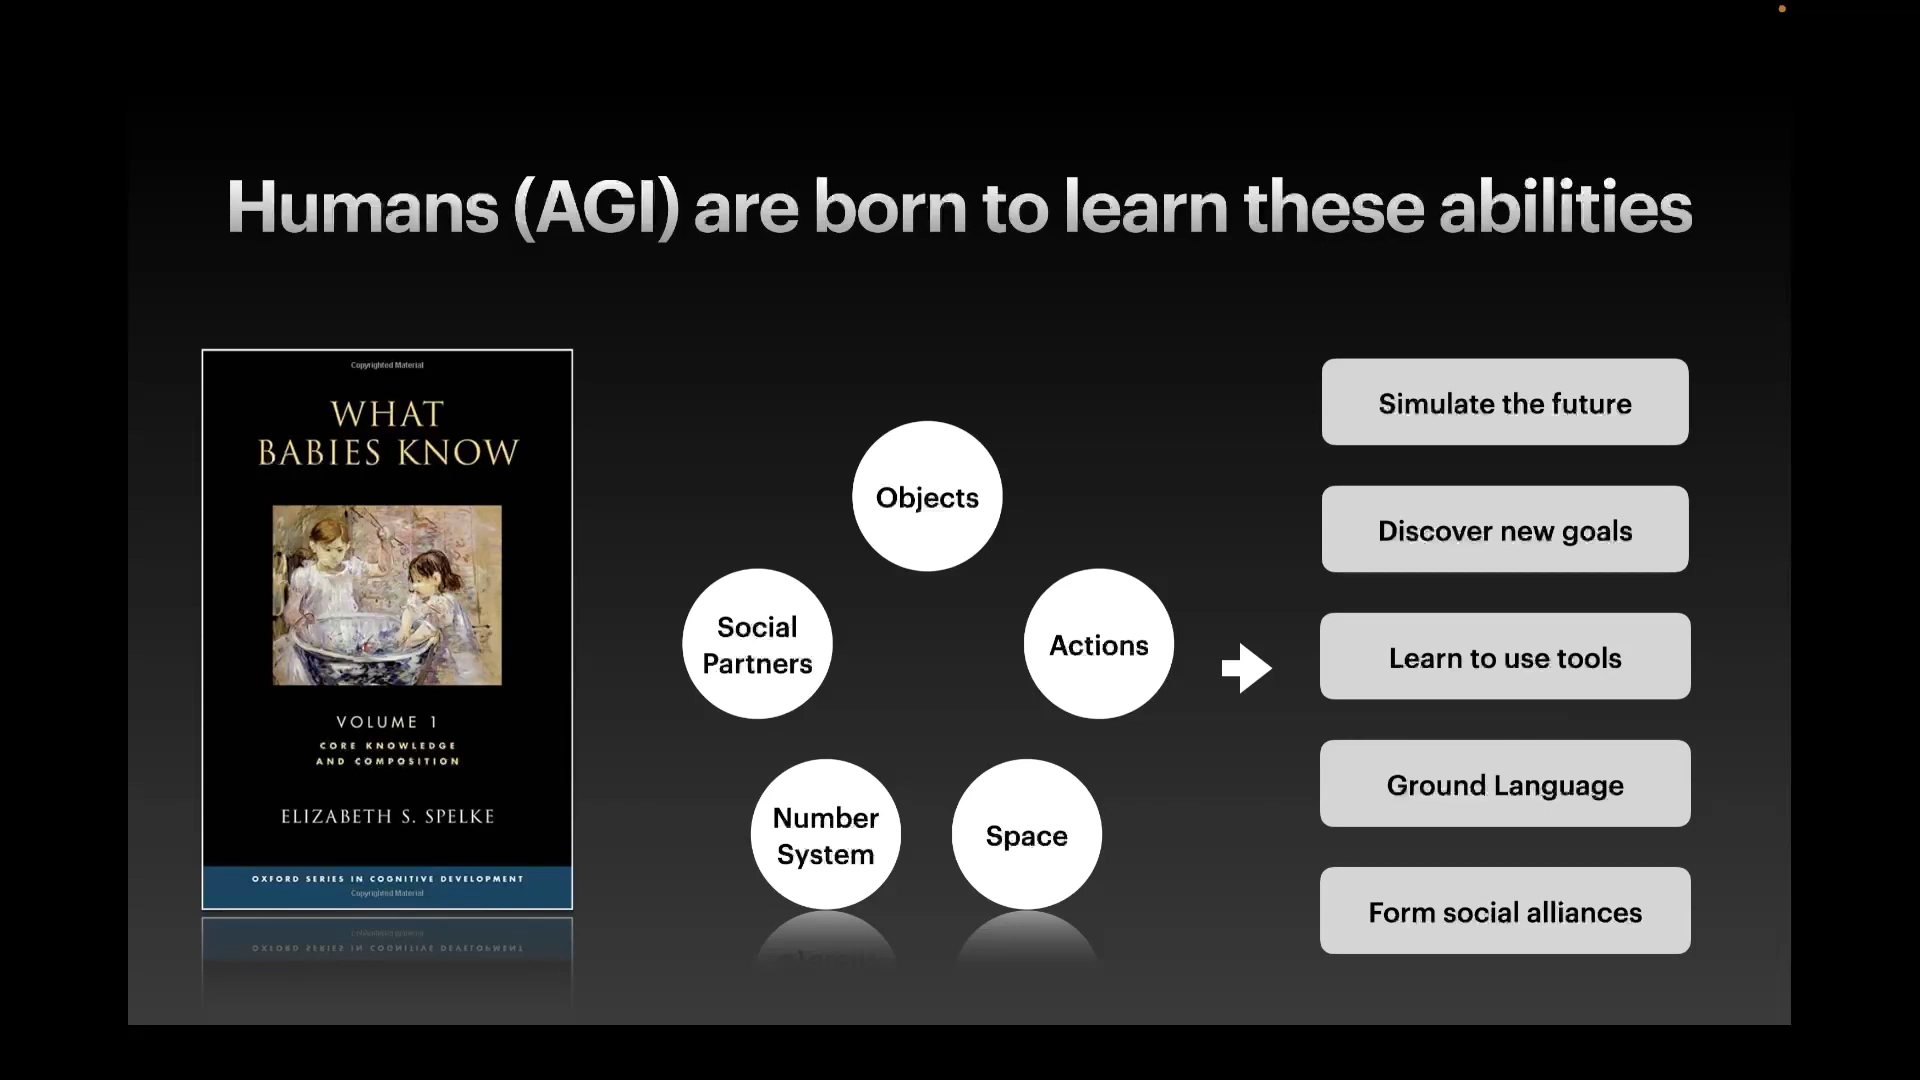 Humans (AGI) are born to learn these abilities
Copyrighted Material
WHAT
BABIES KNOW
VOLUME 1
CORE KNOWLEDGE
AND COMPOSITION
ELIZABETH S. SPELKE
OXFORD SERIES IN COGNITIVE DEVELOPMENT
Copyrighted Material
Objects
Social
Partners
Actions
Number
System
Space
Simulate the future
Discover new goals
Learn to use tools
Ground Language
Form social alliances